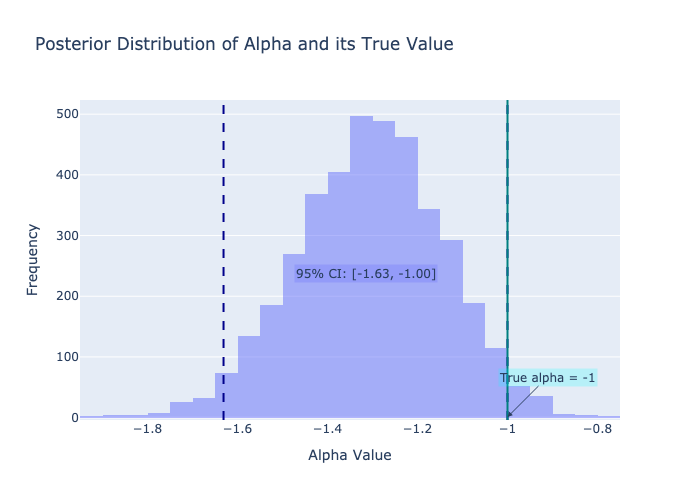 Posterior Distribution of Alpha and its True Value
500
400
300
200
100
0
Frequency
95% CI: [-1.63, -1.00]
True alpha = -1
−1.8
−1.6
−1.4
−1.2
−1
−0.8
Alpha Value